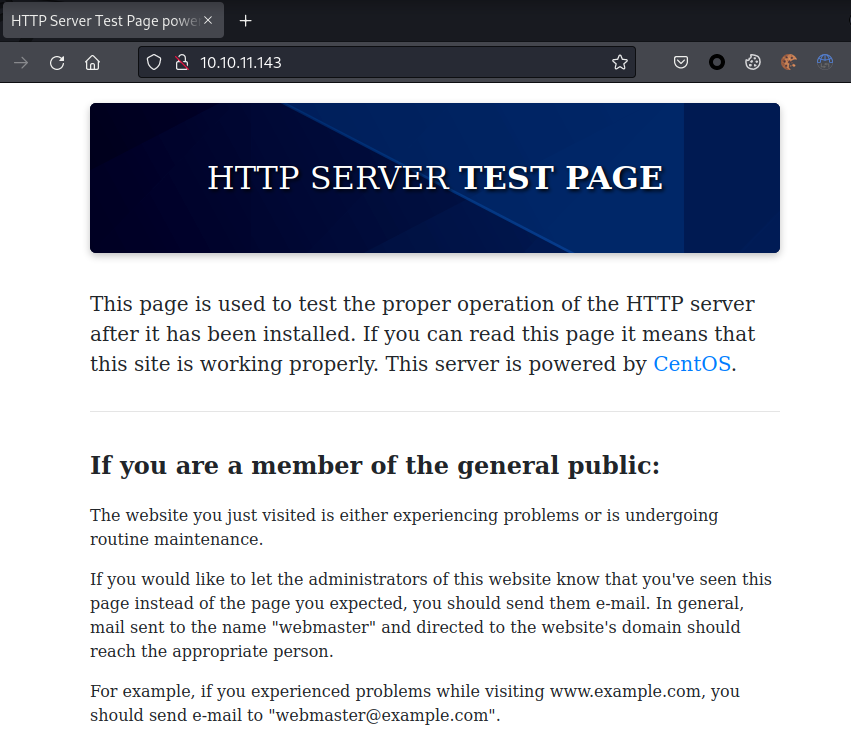 HTTP Server Test Page powe
10.10.11.143
HTTP SERVER TEST PAGE
This page is used to test the proper operation of the HTTP server
after it has been installed. If you can read this page it means that
this site is working properly. This server is powered by CentOS.
If you are a member of the general public:
The website you just visited is either experiencing problems or is undergoing
routine maintenance.
If you would like to let the administrators of this website know that you've seen this
page instead of the page you expected, you should send them e-mail. In general,
mail sent to the name "webmaster" and directed to the website's domain should
reach the appropriate person.
For example, if you experienced problems while visiting www.example.com, you
should send e-mail to "webmaster@example.com".